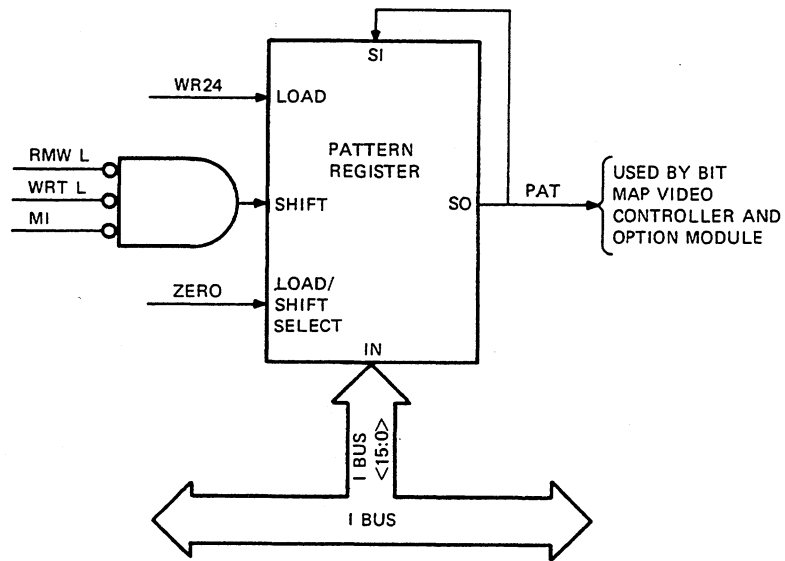 SI
WR24
LOAD
PATTERN
REGISTER
RMW L
WRT L
MI
SHIFT
SO
PAT
USED BY BIT
MAP VIDEO
CONTROLLER AND
OPTION MODULE
ZERO
LOAD/
SHIFT
SELECT
IN
I BUS
<15:0>
I BUS